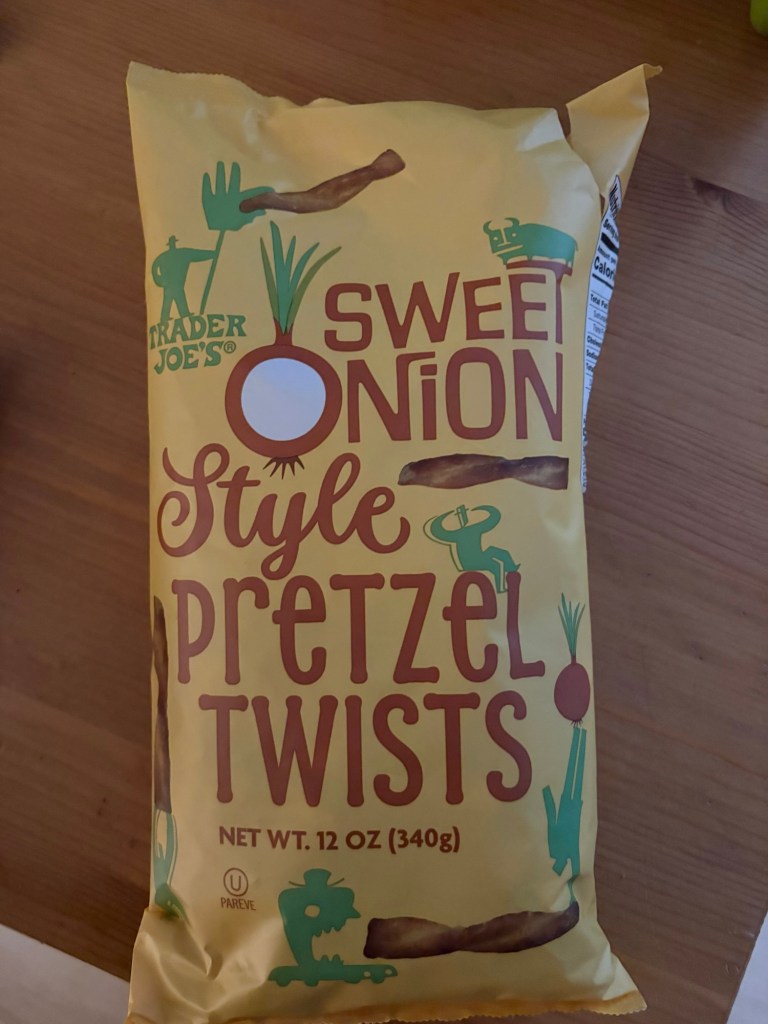 TRADER
JOE'S®
SWEET
ONION
Style
PRETZEL
TWISTS
NET WT. 12 OZ (340g)
U
PAREVE